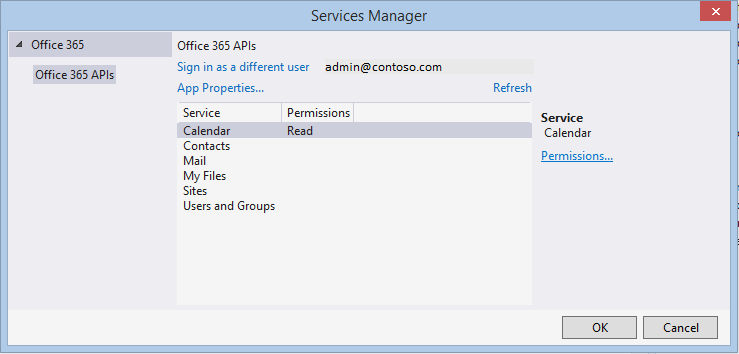 Services Manager
Office 365
Office 365 APIs
Office 365 APIs
Sign in as a different user admin@contoso.com
App Properties... Refresh
Service Permissions
Calendar Read
Contacts
Mail
My Files
Sites
Users and Groups
Service
Calendar
Permissions...
OK Cancel